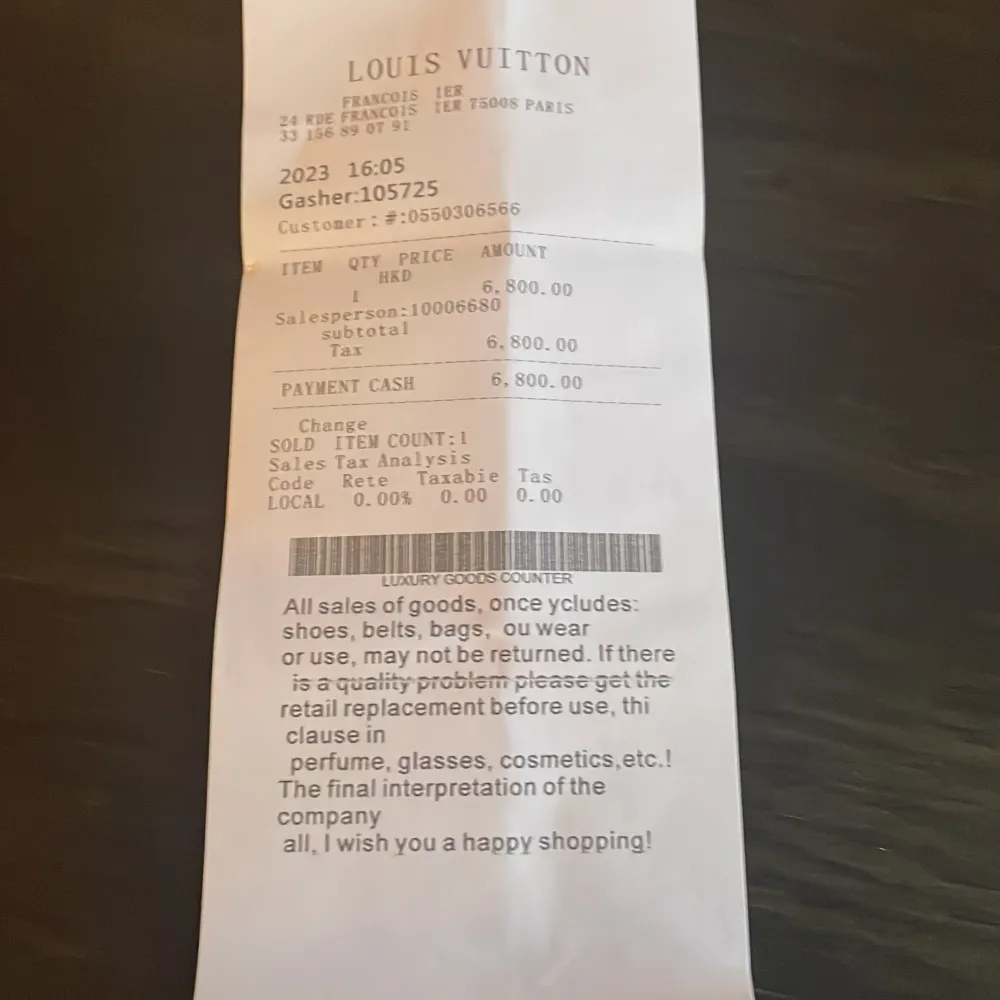 LOUIS VUITTON
FRANCOIS IER
24 RDE FRANCOIS IER 75008 PARIS
33 156 89 07 91
2023 16:05
Gasher:105725
Customer: #:0550306566
ITEM QTY PRICE AMOUNT
HKD
1 6,800.00
Salesperson:10006680
subtotal
Tax 6,800.00
PAYMENT CASH 6,800.00
Change
SOLD ITEM COUNT:1
Sales Tax Analysis
Code Rete Taxabie Tas
LOCAL 0.00% 0.00 0.00
LUXURY GOODS COUNTER
All sales of goods, once ycludes:
shoes, belts, bags, ou wear
or use, may not be returned. If there
is a quality problem please get the
retail replacement before use, thi
clause in
perfume, glasses, cosmetics,etc.!
The final interpretation of the
company
all, I wish you a happy shopping!